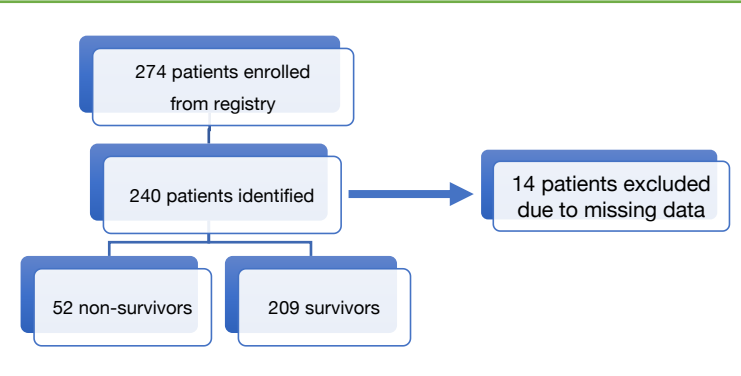 274 patients enrolled
from registry
240 patients identified
14 patients excluded
due to missing data
52 non-survivors
209 survivors